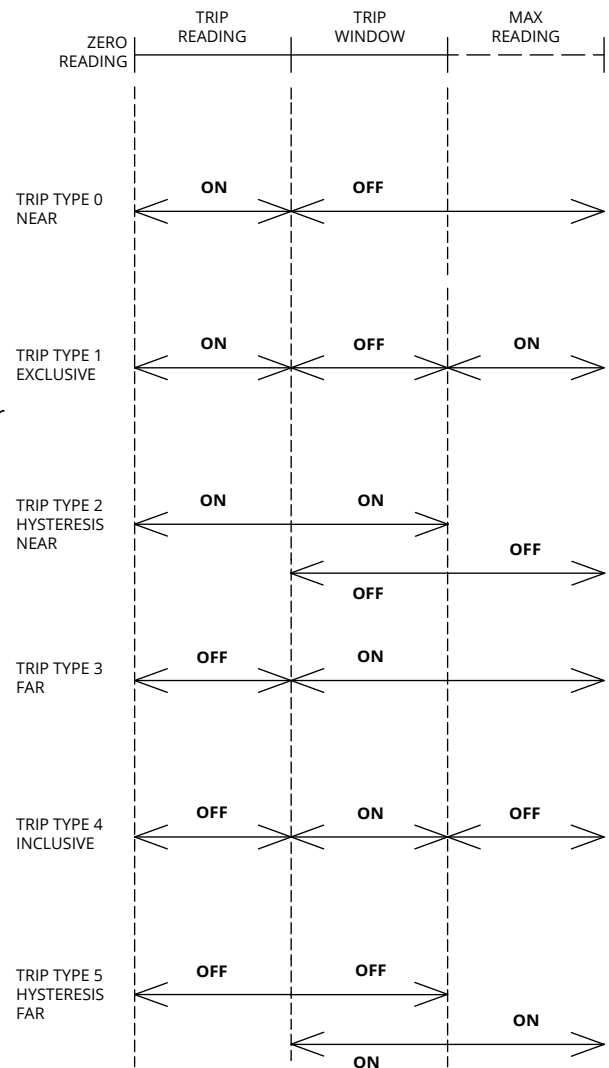 TRIP
READING
TRIP
WINDOW
MAX
READING
ZERO
READING
TRIP TYPE 0
NEAR
ON
OFF
TRIP TYPE 1
EXCLUSIVE
ON
OFF
ON
r
TRIP TYPE 2
HYSTERESIS
NEAR
ON
ON
OFF
OFF
TRIP TYPE 3
FAR
OFF
ON
TRIP TYPE 4
INCLUSIVE
OFF
ON
OFF
TRIP TYPE 5
HYSTERESIS
FAR
OFF
OFF
ON
ON